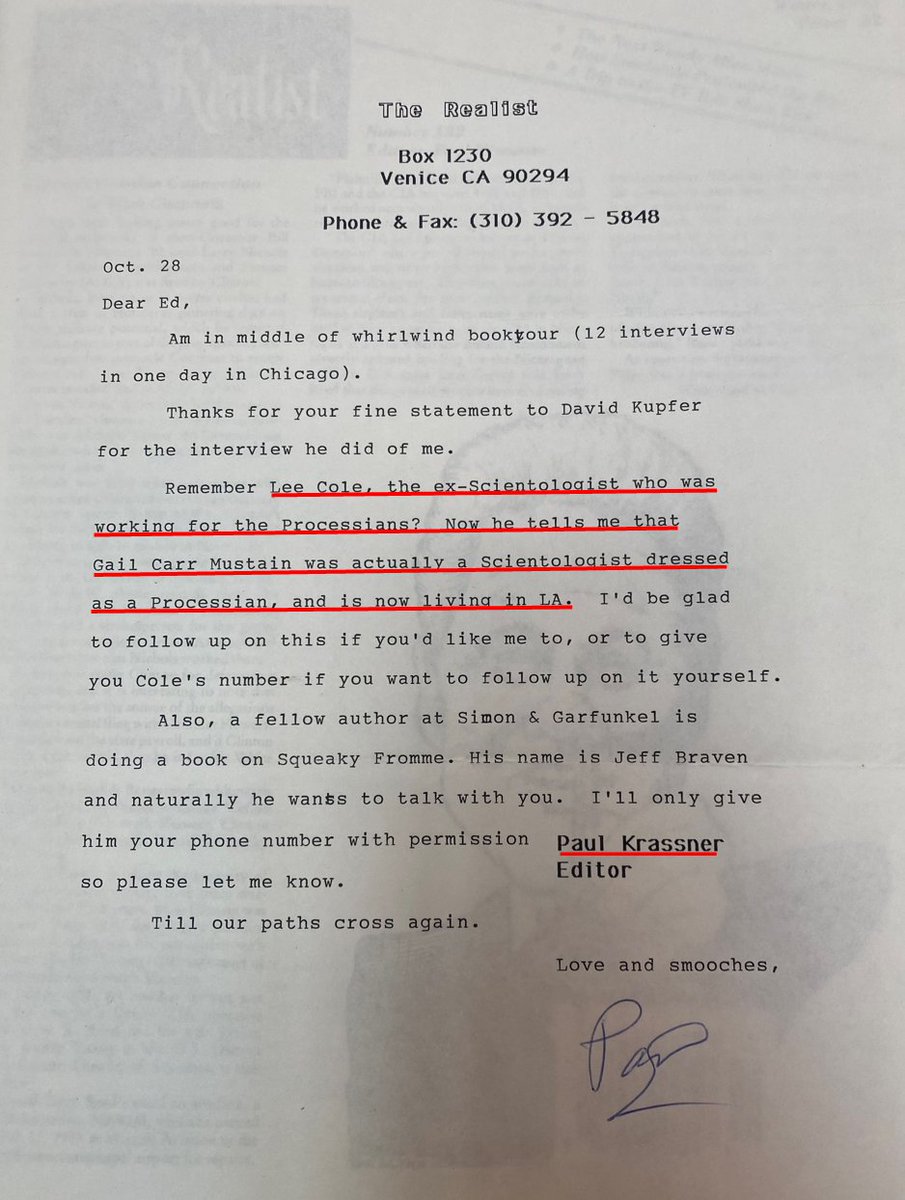 The Realist
Box 1230
Venice CA 90294
Phone & Fax: (310) 392 - 5848
Oct. 28
Dear Ed,
Am in middle of whirlwind booktour (12 interviews
in one day in Chicago).
Thanks for your fine statement to David Kupfer
for the interview he did of me.
Remember Lee Cole, the ex-Scientologist who was
working for the Processians? Now he tells me that
Gail Carr Mustain was actually a Scientologist dressed
as a Processian, and is now living in LA. I'd be glad
to follow up on this if you'd like me to, or to give
you Cole's number if you want to follow up on it yourself.
Also, a fellow author at Simon & Garfunkel is
doing a book on Squeaky Fromme. His name is Jeff Braven
and naturally he wants to talk with you. I'll only give
him your phone number with permission
so please let me know.
Paul Krassner
Editor
Till our paths cross again.
Love and smooches,
Paul